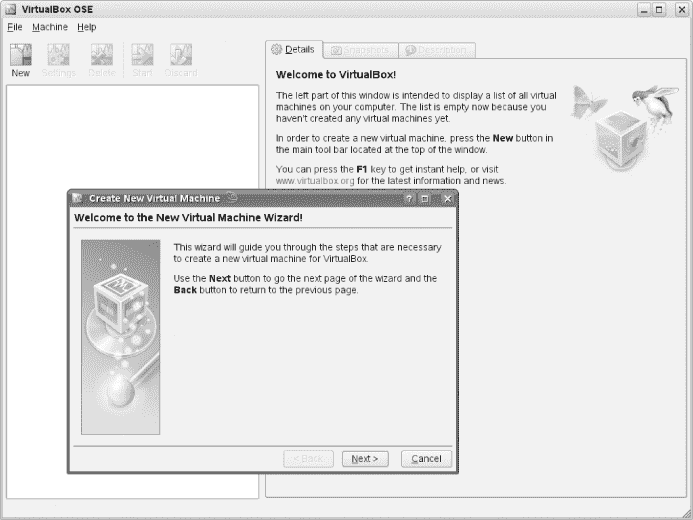 VirtualBox OSE
File Machine Help
New Settings Delete Start Discard
Details Snapshots Description
Welcome to VirtualBox!
The left part of this window is intended to display a list of all virtual
machines on your computer. The list is empty now because you
haven't created any virtual machines yet.
In order to create a new virtual machine, press the New button in
the main tool bar located at the top of the window.
You can press the F1 key to get instant help, or visit
www.virtualbox.org for the latest information and news.
Create New Virtual Machine
Welcome to the New Virtual Machine Wizard!
This wizard will guide you through the steps that are necessary
to create a new virtual machine for VirtualBox.
Use the Next button to go the next page of the wizard and the
Back button to return to the previous page.
< Back Next > Cancel